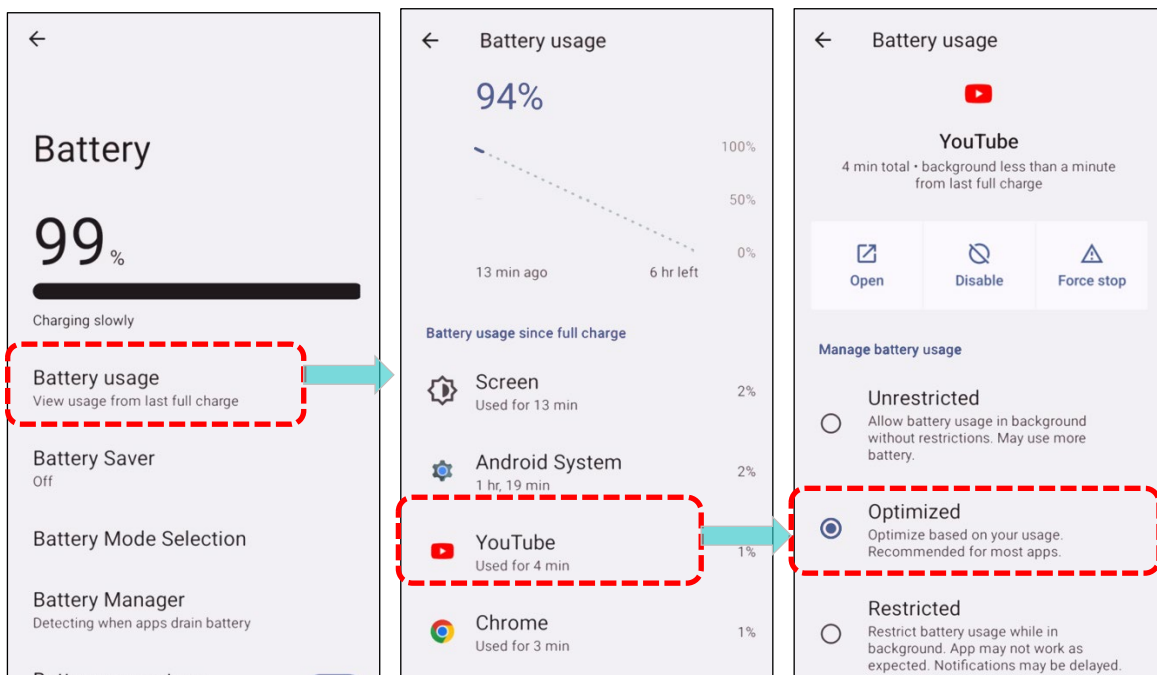 Battery
99 %
Charging slowly
Battery usage
View usage from last full charge
Battery Saver
Off
Battery Mode Selection
Battery Manager
Detecting when apps drain battery
Battery usage
94%
100%
50%
0%
13 min ago 6 hr left
Battery usage since full charge
Screen
Used for 13 min
2%
Android System
1 hr, 19 min
2%
YouTube
Used for 4 min
1%
Chrome
Used for 3 min
1%
Battery usage
YouTube
4 min total • background less than a minute
from last full charge
Open Disable Force stop
Manage battery usage
Unrestricted
Allow battery usage in background
without restrictions. May use more
battery.
Optimized
Optimize based on your usage.
Recommended for most apps.
Restricted
Restrict battery usage while in
background. App may not work as
expected. Notifications may be delayed.